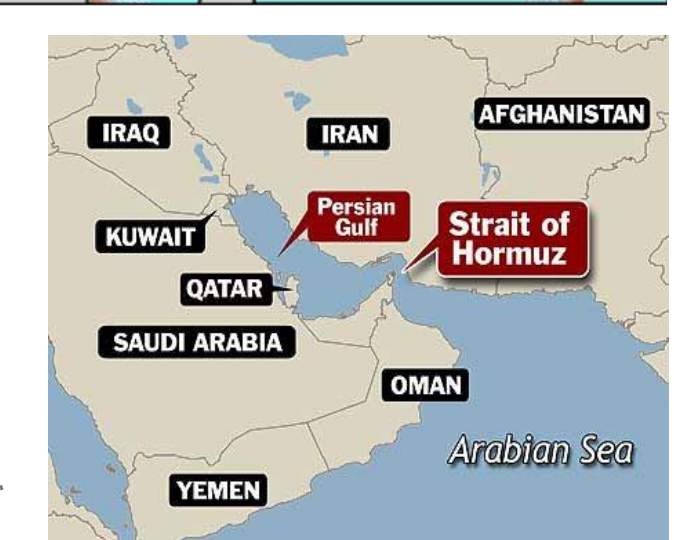 AFGHANISTAN
IRAQ
IRAN
Persian
Gulf
Strait of
Hormuz
KUWAIT
QATAR
SAUDI ARABIA
OMAN
Arabian Sea
YEMEN